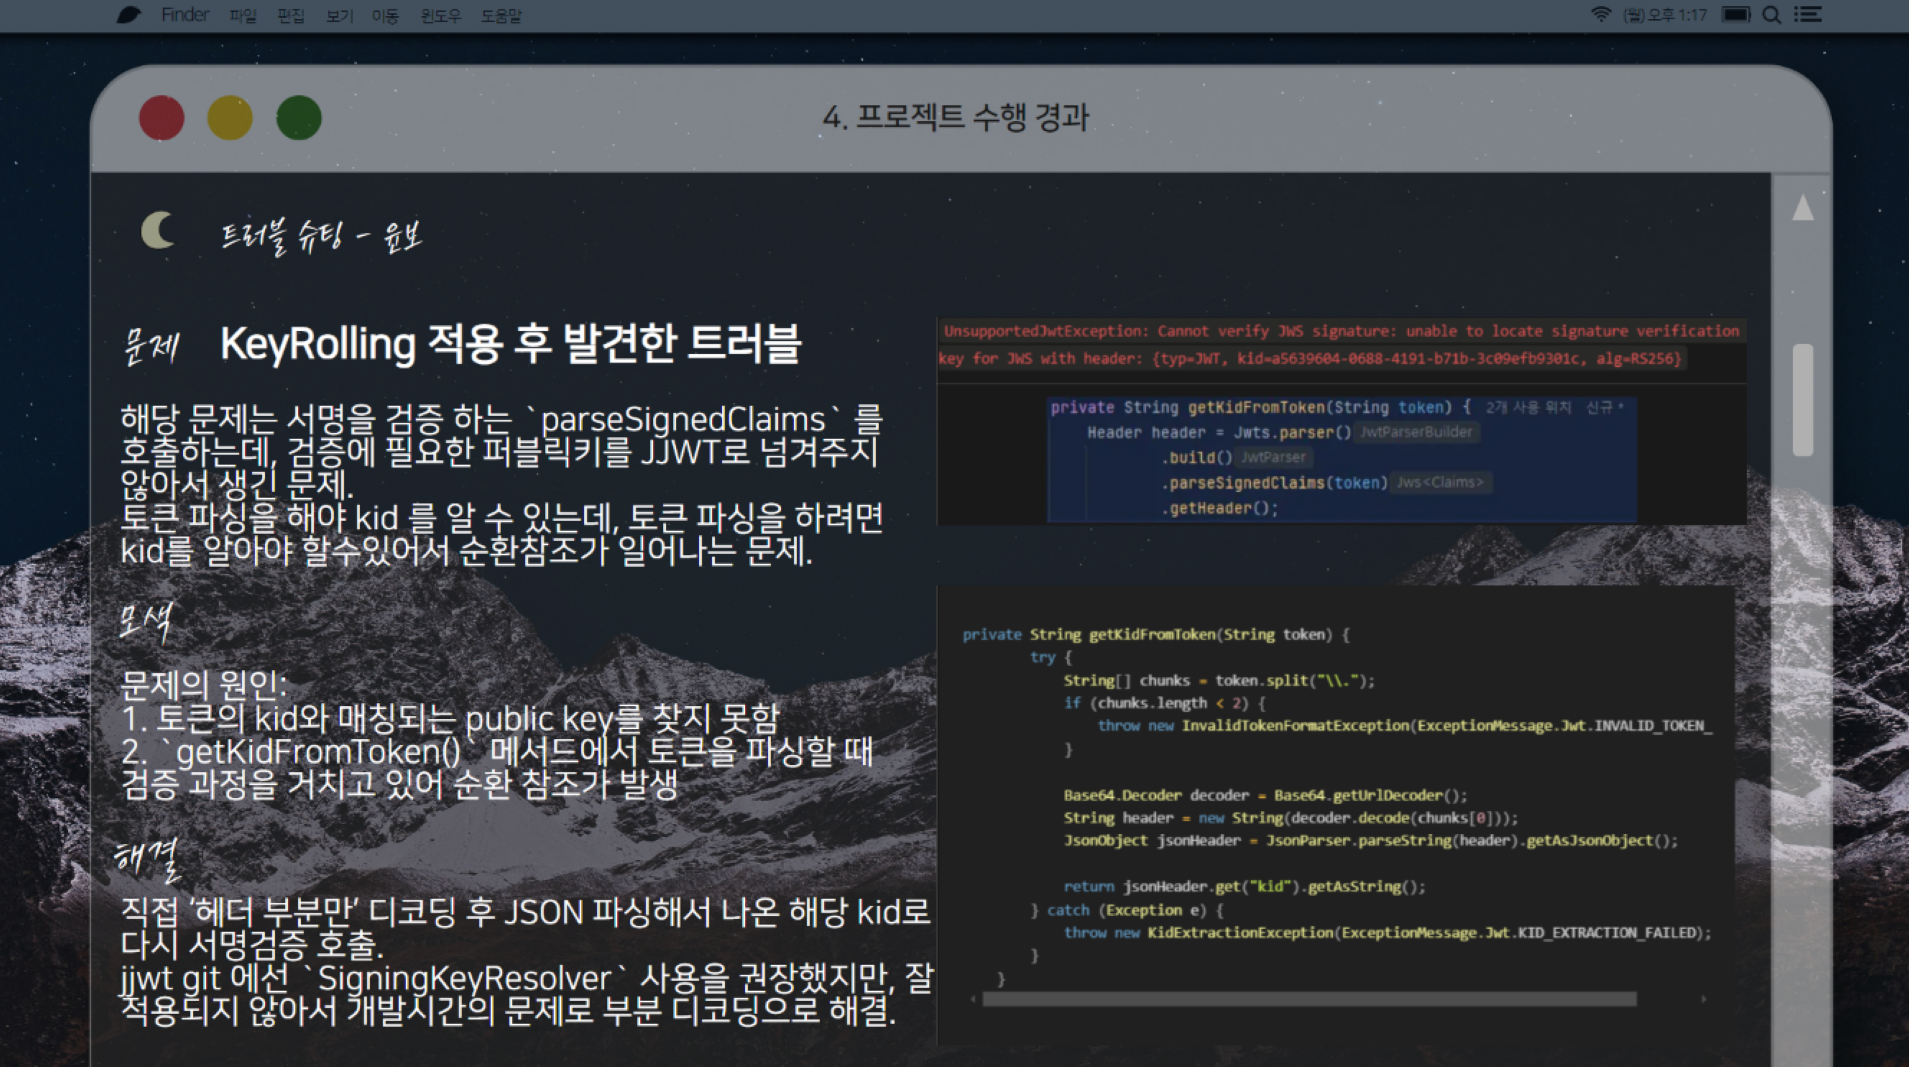 Finder 파일 편집 보기 이동 윈도우 도움말
(월) 오후 1:17
4. 프로젝트 수행 경과
트러블 슈팅 - 윤보
문제 KeyRolling 적용 후 발견한 트러블
해당 문제는 서명을 검증 하는 `parseSignedClaims` 를
호출하는데, 검증에 필요한 퍼블릭키를 JJWT로 넘겨주지
않아서 생긴 문제.
토큰 파싱을 해야 kid 를 알 수 있는데, 토큰 파싱을 하려면
kid를 알아야 할수있어서 순환참조가 일어나는 문제.
모색
문제의 원인:
1. 토큰의 kid와 매칭되는 public key를 찾지 못함
2. `getKidFromToken()` 메서드에서 토큰을 파싱할 때
검증 과정을 거치고 있어 순환 참조가 발생
해결
직접 '헤더 부분만' 디코딩 후 JSON 파싱해서 나온 해당 kid로
다시 서명검증 호출.
jjwt git 에선 `SigningKeyResolver` 사용을 권장했지만, 잘
적용되지 않아서 개발시간의 문제로 부분 디코딩으로 해결.
UnsupportedJwtException: Cannot verify JWS signature: unable to locate signature verification
key for JWS with header: {typ=JWT, kid=a5639604-0688-4191-b71b-3c09efb9301c, alg=RS256}
private String getKidFromToken(String token) { 2개 사용 위치 신규 *
Header header = Jwts.parser() JwtParserBuilder
.build() JwtParser
.parseSignedClaims(token) Jws<Claims>
.getHeader();
private String getKidFromToken(String token) {
try {
String[] chunks = token.split("\\.");
if (chunks.length < 2) {
throw new InvalidTokenFormatException(ExceptionMessage.Jwt.INVALID_TOKEN_
}
Base64.Decoder decoder = Base64.getUrlDecoder();
String header = new String(decoder.decode(chunks[0]));
JsonObject jsonHeader = JsonParser.parseString(header).getAsJsonObject();
return jsonHeader.get("kid").getAsString();
} catch (Exception e) {
throw new KidExtractionException(ExceptionMessage.Jwt.KID_EXTRACTION_FAILED);
}
}